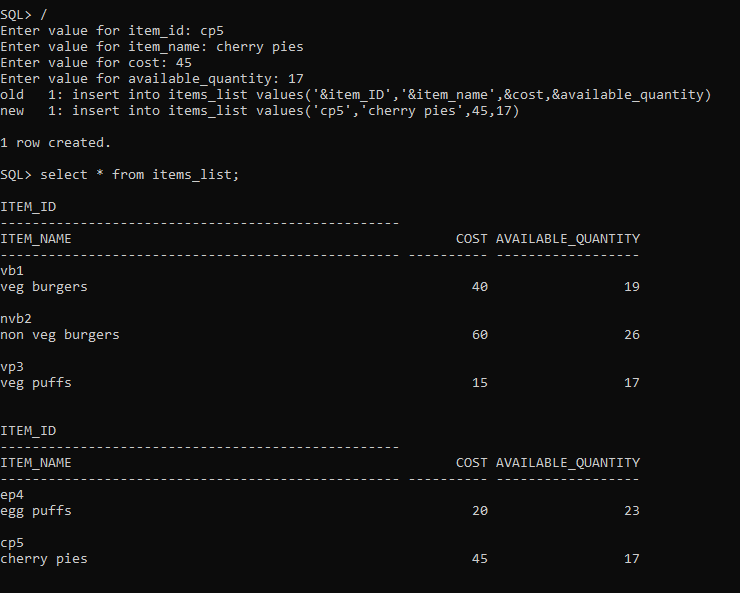 SQL> /
Enter value for item_id: cp5
Enter value for item_name: cherry pies
Enter value for cost: 45
Enter value for available_quantity: 17
old   1: insert into items_list values('&item_ID','&item_name',&cost,&available_quantity)
new   1: insert into items_list values('cp5','cherry pies',45,17)
1 row created.
SQL> select * from items_list;
ITEM_ID
--------------------------------------------------
ITEM_NAME                                                COST AVAILABLE_QUANTITY
-------------------------------------------------- ---------- ------------------
vb1
veg burgers                                                40                 19
nvb2
non veg burgers                                            60                 26
vp3
veg puffs                                                  15                 17
ITEM_ID
--------------------------------------------------
ITEM_NAME                                                COST AVAILABLE_QUANTITY
-------------------------------------------------- ---------- ------------------
ep4
egg puffs                                                  20                 23
cp5
cherry pies                                                45                 17